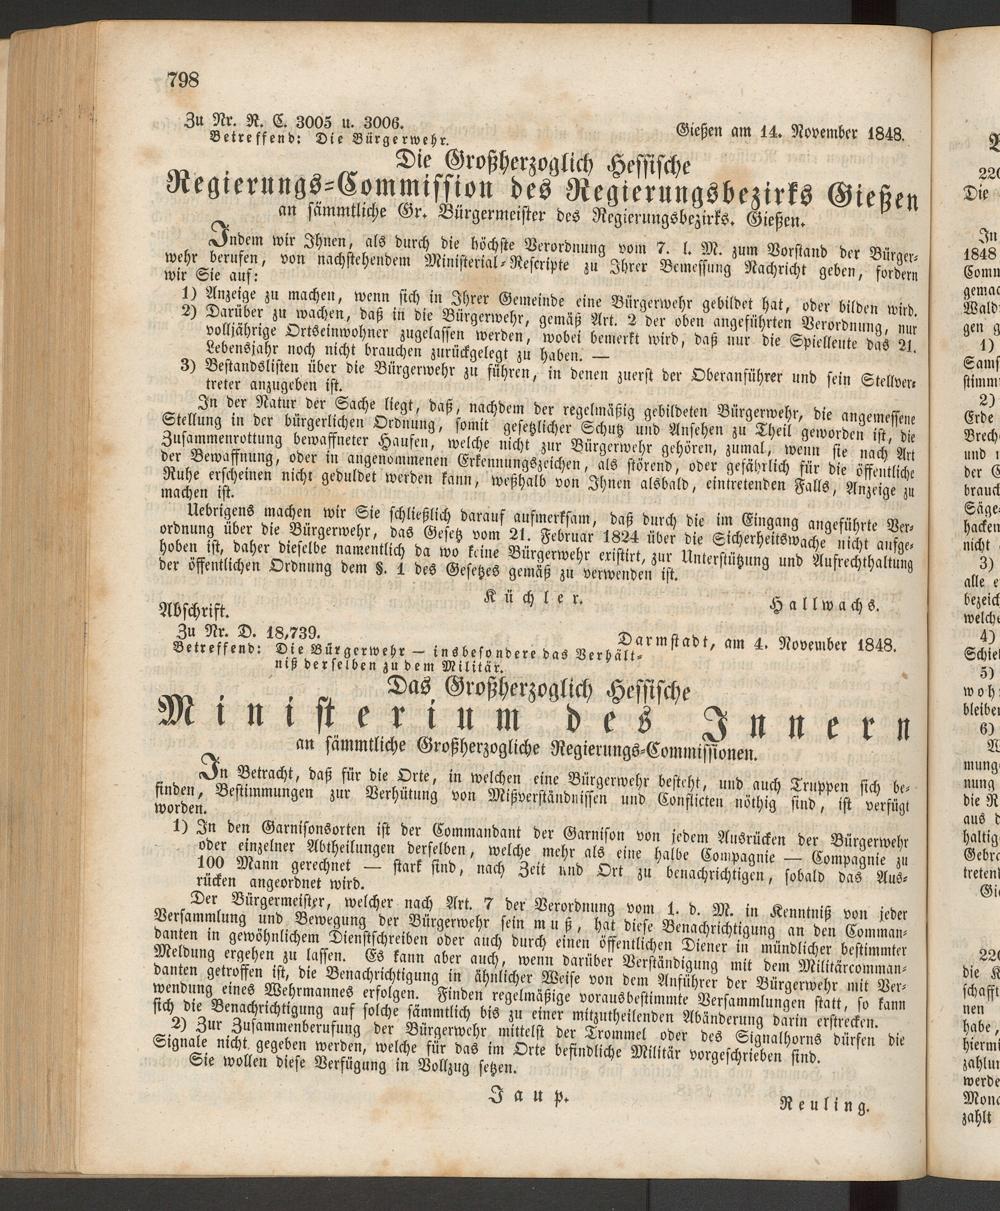 798
Zu Nr. R. C. 3005 u. 3006.
Gießen am 14. November 1848.
Betreffend: Die Bürgerwehr.
Die Großherzoglich Hessische
Regierungs-Commission des Regierungsbezirks Gießen
an sämmtliche Gr. Bürgermeister des Regierungsbezirks. Gießen.
Indem wir Ihnen, als durch die höchste Verordnung vom 7. l. M. zum Vorstand der Bürger-
wehr berufen, von nachstehendem Ministerial-Rescripte zu Ihrer Bemessung Nachricht geben, fordern
wir Sie auf:
1) Anzeige zu machen, wenn sich in Ihrer Gemeinde eine Bürgerwehr gebildet hat, oder bilden wird.
2) Darüber zu wachen, daß in die Bürgerwehr, gemäß Art. 2 der oben angeführten Verordnung, nur
volljährige Ortseinwohner zugelassen werden, wobei bemerkt wird, daß nur die Spielleute das 21.
Lebensjahr noch nicht brauchen zurückgelegt zu haben. —
3) Bestandslisten über die Bürgerwehr zu führen, in denen zuerst der Oberanführer und sein Stellver-
treter anzugeben ist.
In der Natur der Sache liegt, daß, nachdem der regelmäßig gebildeten Bürgerwehr, die angemessene
Stellung in der bürgerlichen Ordnung, somit gesetzlicher Schutz und Ansehen zu Theil geworden ist, die
Zusammenrottung bewaffneter Haufen, welche nicht zur Bürgerwehr gehören, zumal, wenn sie nach Art
der Bewaffnung, oder in angenommenen Erkennungszeichen, als störend, oder gefährlich für die öffentliche
Ruhe erscheinen nicht geduldet werden kann, weßhalb von Ihnen alsbald, eintretenden Falls, Anzeige zu
machen ist.
Uebrigens machen wir Sie schließlich darauf aufmerksam, daß durch die im Eingang angeführte Ver-
ordnung über die Bürgerwehr, das Gesetz vom 21. Februar 1824 über die Sicherheitswache nicht aufge-
hoben ist, daher dieselbe namentlich da wo keine Bürgerwehr existirt, zur Unterstützung und Aufrechthaltung
der öffentlichen Ordnung dem §. 1 des Gesetzes gemäß zu verwenden ist.
Küchler.
Hallwachs.
Abschrift.
Zu Nr. D. 18,739.
Darmstadt, am 4. November 1848.
Betreffend: Die Bürgerwehr — insbesondere das Verhält-
niß derselben zu dem Militär.
Das Großherzoglich Hessische
Ministerium des Innern
an sämmtliche Großherzogliche Regierungs-Commissionen.
In Betracht, daß für die Orte, in welchen eine Bürgerwehr besteht, und auch Truppen sich be-
finden, Bestimmungen zur Verhütung von Mißverständnissen und Conflicten nöthig sind, ist verfügt
worden.
1) In den Garnisonsorten ist der Commandant der Garnison von jedem Ausrücken der Bürgerwehr
oder einzelner Abtheilungen derselben, welche mehr als eine halbe Compagnie — Compagnie zu
100 Mann gerechnet — stark sind, nach Zeit und Ort zu benachrichtigen, sobald das Aus-
rücken angeordnet wird.
Der Bürgermeister, welcher nach Art. 7 der Verordnung vom 1. d. M. in Kenntniß von jeder
Versammlung und Bewegung der Bürgerwehr sein muß, hat diese Benachrichtigung an den Comman-
danten in gewöhnlichem Dienstschreiben oder auch durch einen öffentlichen Diener in mündlicher bestimmter
Meldung ergehen zu lassen. Es kann aber auch, wenn darüber Verständigung mit dem Militärcomman-
danten getroffen ist, die Benachrichtigung in ähnlicher Weise von dem Anführer der Bürgerwehr mit Ver-
wendung eines Wehrmannes erfolgen. Finden regelmäßige vorausbestimmte Versammlungen statt, so kann
sich die Benachrichtigung auf solche sämmtlich bis zu einer mitzutheilenden Abänderung darin erstrecken.
2) Zur Zusammenberufung der Bürgerwehr mittelst der Trommel oder des Signalhorns dürfen die
Signale nicht gegeben werden, welche für das im Orte befindliche Militär vorgeschrieben sind.
Sie wollen diese Verfügung in Vollzug setzen.
Jaup.
Reuling.